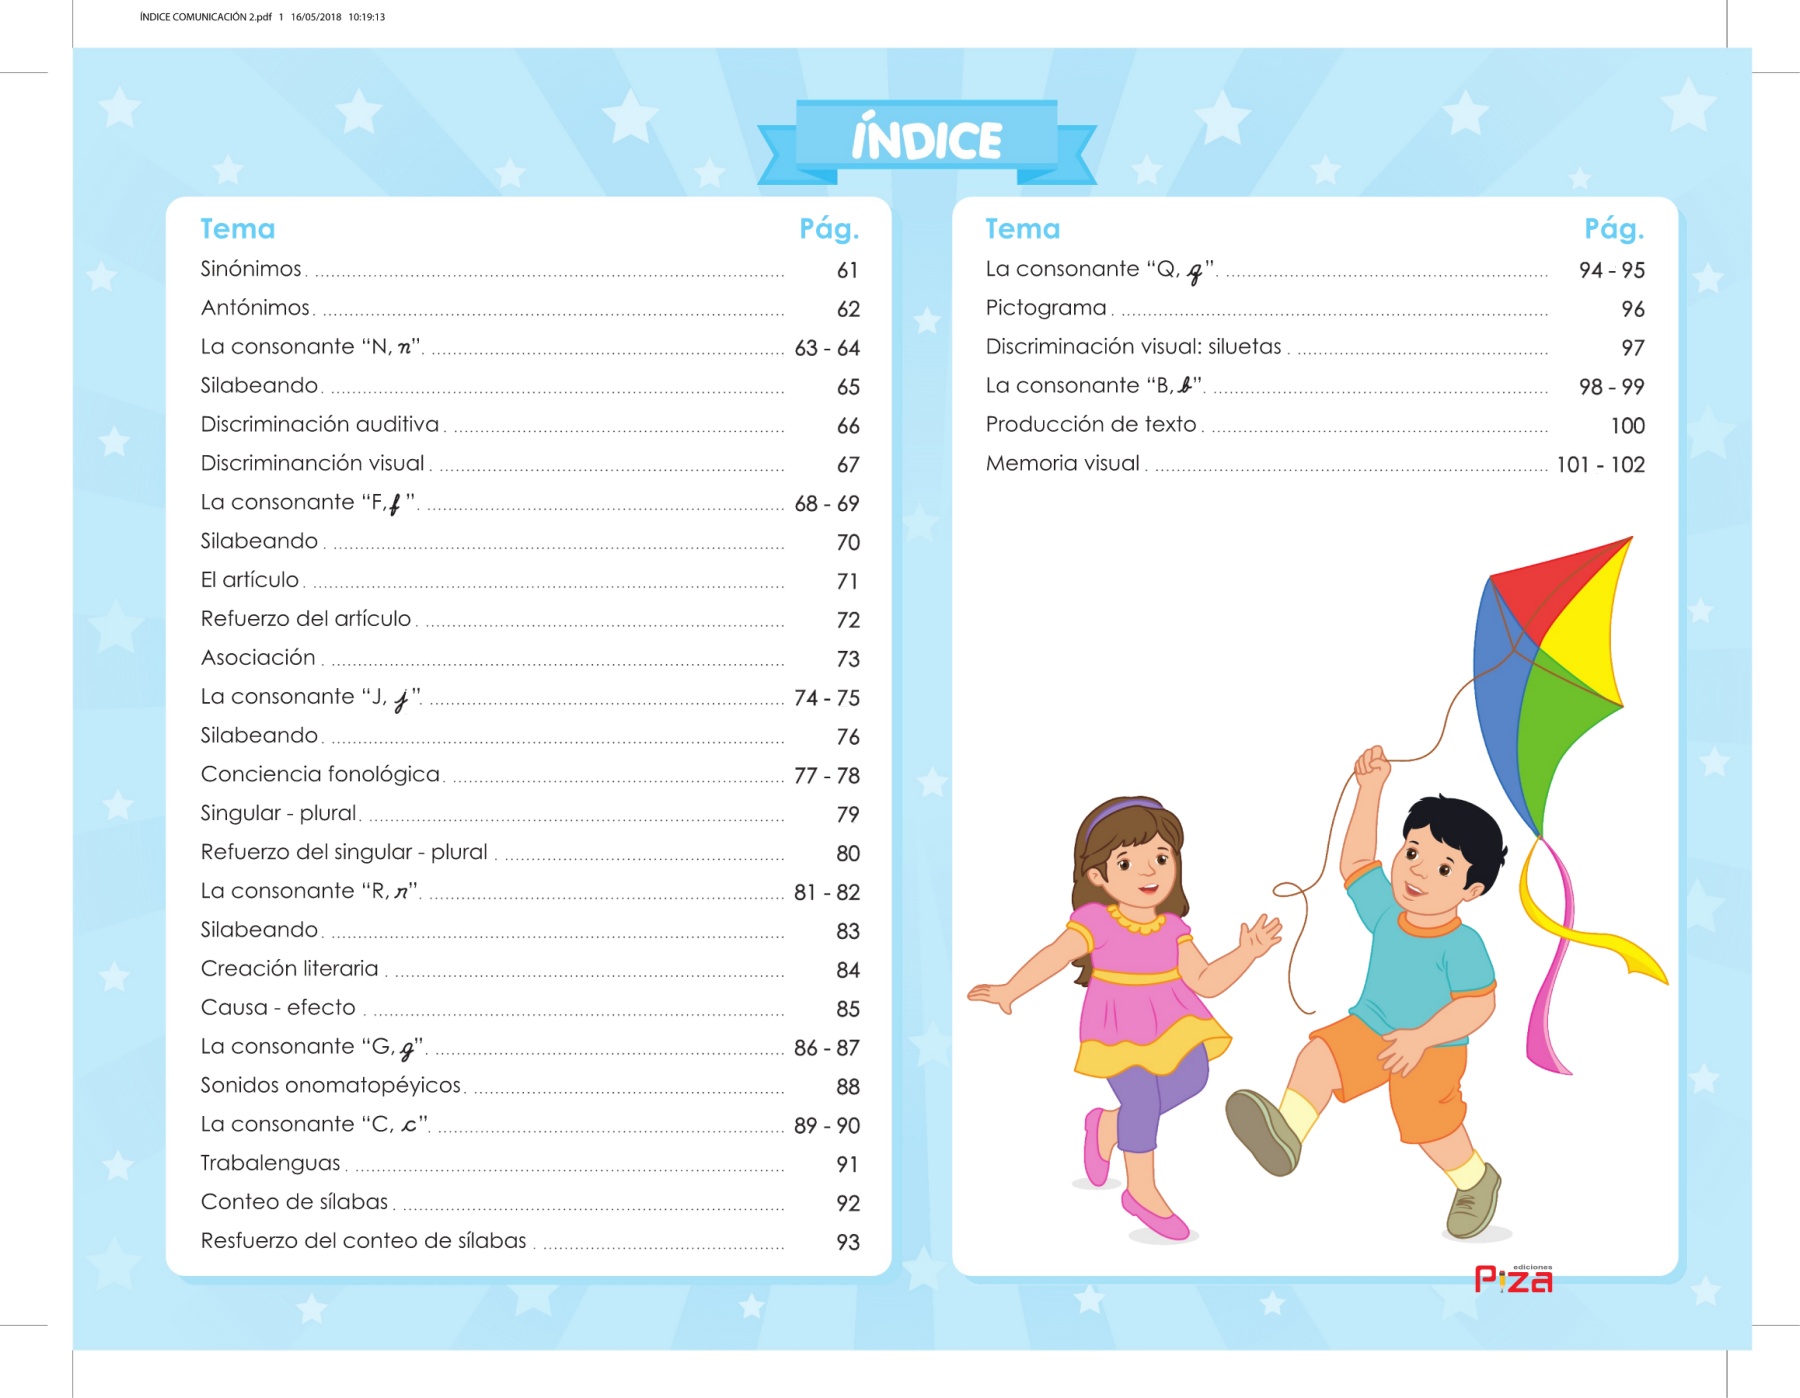 ÍNDICE COMUNICACIÓN 2.pdf 1 16/05/2018 10:19:13
ÍNDICE
Tema Pág.
Sinónimos 61
Antónimos 62
La consonante “N, n” 63 - 64
Silabeando 65
Discriminación auditiva 66
Discriminanción visual 67
La consonante “F, f” 68 - 69
Silabeando 70
El artículo 71
Refuerzo del artículo 72
Asociación 73
La consonante “J, j” 74 - 75
Silabeando 76
Conciencia fonológica 77 - 78
Singular - plural 79
Refuerzo del singular - plural 80
La consonante “R, r” 81 - 82
Silabeando 83
Creación literaria 84
Causa - efecto 85
La consonante “G, g” 86 - 87
Sonidos onomatopéyicos 88
La consonante “C, c” 89 - 90
Trabalenguas 91
Conteo de sílabas 92
Resfuerzo del conteo de sílabas 93
Tema Pág.
La consonante “Q, q” 94 - 95
Pictograma 96
Discriminación visual: siluetas 97
La consonante “B, b” 98 - 99
Producción de texto 100
Memoria visual 101 - 102
ediciones
Piza